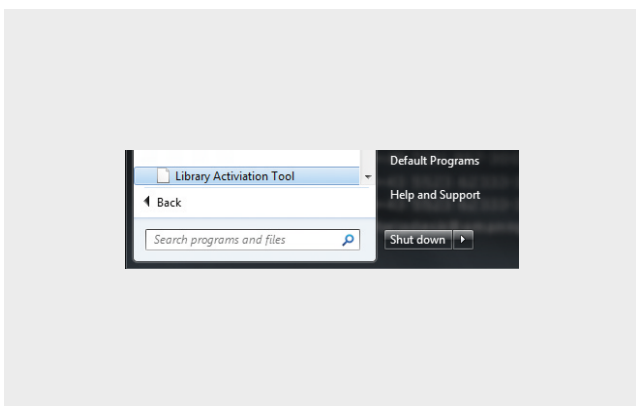 Default Programs
Library Activiation Tool
Help and Support
Back
Search programs and files
Shut down